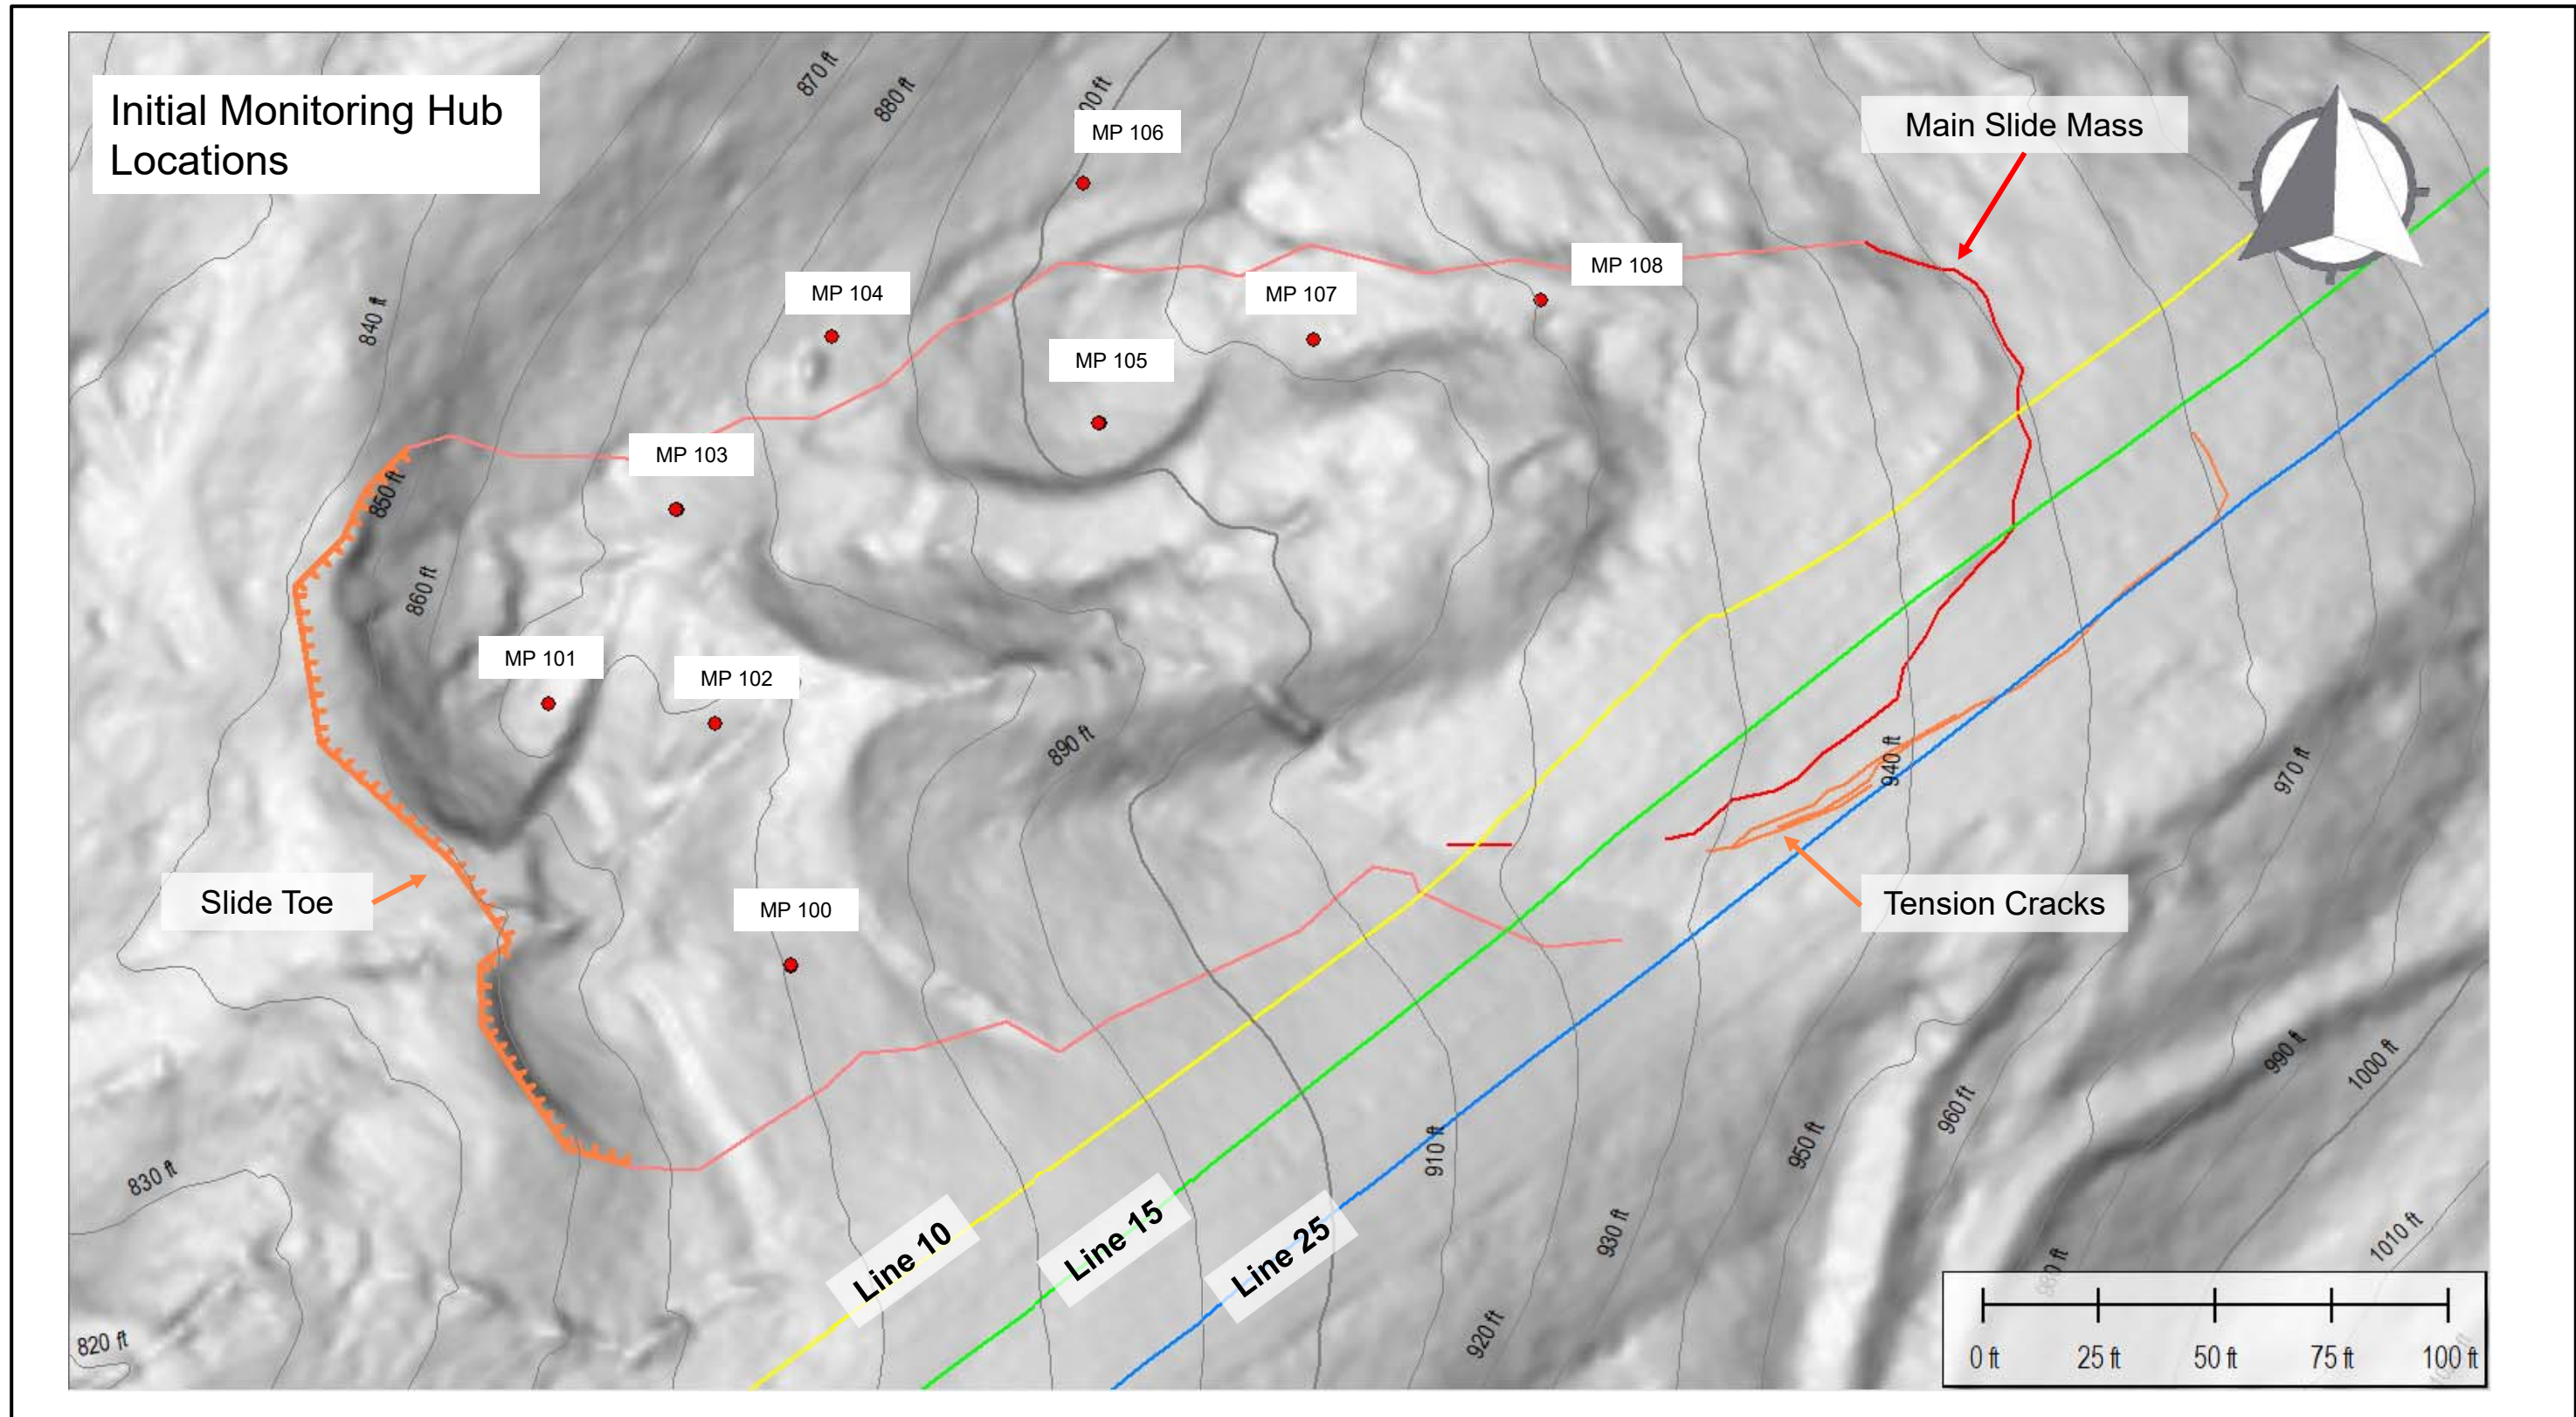 Initial Monitoring Hub
Locations
870 ft
880 ft
00 ft
MP 106
Main Slide Mass
840 ft
MP 104
MP 107
MP 108
MP 105
MP 103
850 ft
860 ft
MP 101
MP 102
890 ft
940 ft
970 ft
Slide Toe
MP 100
Tension Cracks
990 ft
1000 ft
960 ft
950 ft
910 ft
830 ft
930 ft
Line 10
Line 15
Line 25
1010 ft
980 ft
920 ft
820 ft
0 ft
25 ft
50 ft
75 ft
100 ft